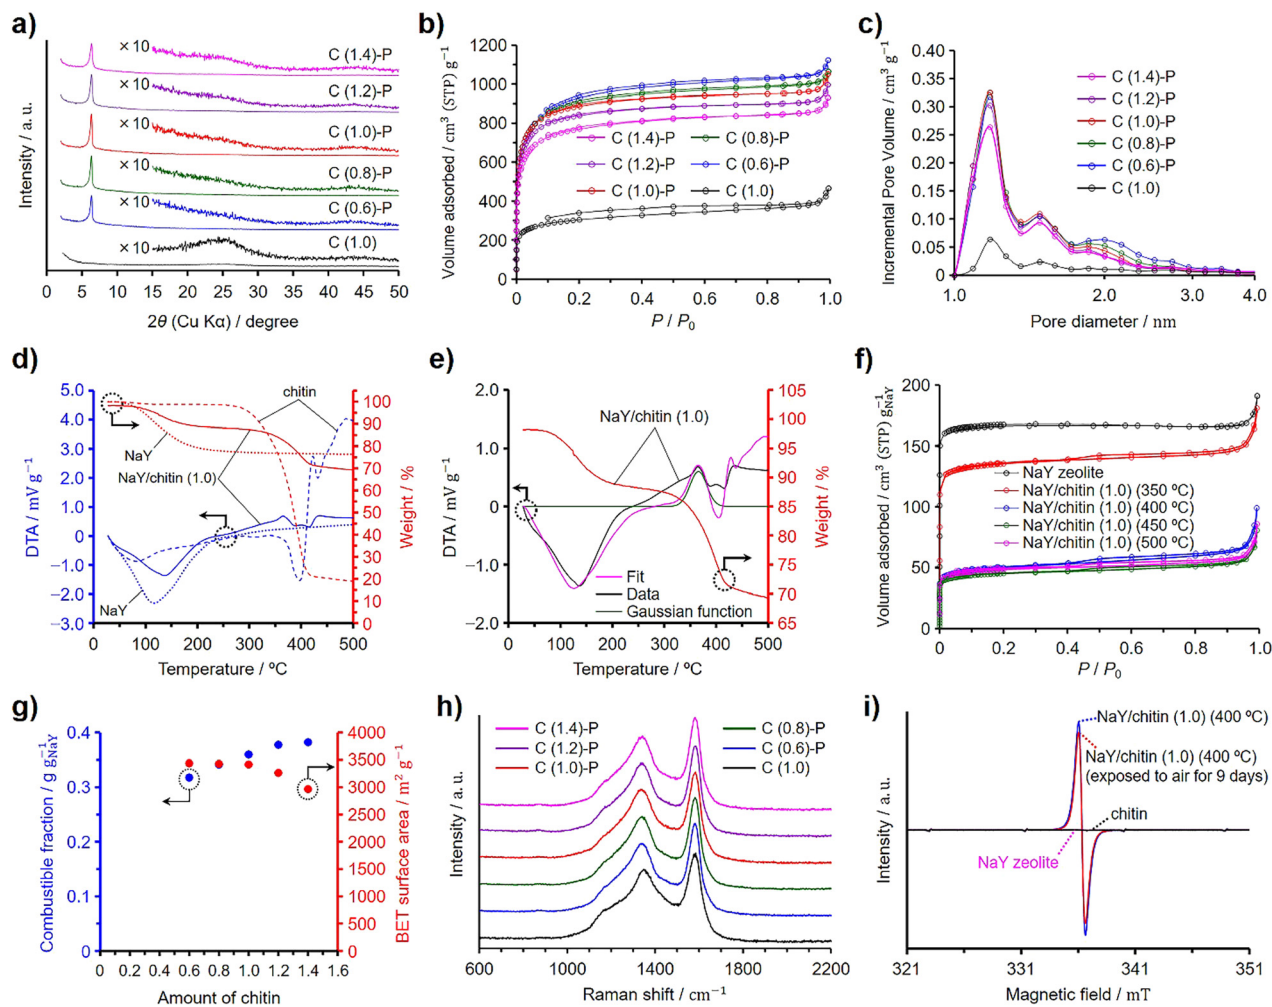 a)
Intensity / a.u.
× 10
C (1.4)-P
× 10
C (1.2)-P
× 10
C (1.0)-P
× 10
C (0.8)-P
× 10
C (0.6)-P
× 10
C (1.0)
0 5 10 15 20 25 30 35 40 45 50
2θ (Cu Kα) / degree
b)
Volume adsorbed / cm³ (STP) g⁻¹
1200
1000
800
600
400
200
0
C (1.4)-P C (0.8)-P
C (1.2)-P C (0.6)-P
C (1.0)-P C (1.0)
0 0.2 0.4 0.6 0.8 1.0
P / P₀
c)
Incremental Pore Volume / cm³ g⁻¹
0.40
0.35
0.30
0.25
0.20
0.15
0.10
0.05
0
C (1.4)-P
C (1.2)-P
C (1.0)-P
C (0.8)-P
C (0.6)-P
C (1.0)
1.0 2.0 3.0 4.0
Pore diameter / nm
d)
DTA / mV g⁻¹
5.0
4.0
3.0
2.0
1.0
0
−1.0
−2.0
−3.0
chitin
NaY
NaY/chitin (1.0)
NaY
100
90
80
70
60
50
40
30
20
10
0
Weight / %
0 100 200 300 400 500
Temperature / ºC
e)
DTA / mV g⁻¹
2.0
1.0
0
−1.0
−2.0
NaY/chitin (1.0)
Fit
Data
Gaussian function
105
100
95
90
85
80
75
70
65
Weight / %
0 100 200 300 400 500
Temperature / ºC
f)
Volume adsorbed / cm³ (STP) g⁻¹NaY
200
150
100
50
0
NaY zeolite
NaY/chitin (1.0) (350 ºC)
NaY/chitin (1.0) (400 ºC)
NaY/chitin (1.0) (450 ºC)
NaY/chitin (1.0) (500 ºC)
0 0.2 0.4 0.6 0.8 1.0
P / P₀
g)
Combustible fraction / g g⁻¹NaY
0.4
0.3
0.2
0.1
0
4000
3500
3000
2500
2000
1500
1000
500
0
BET surface area / m² g⁻¹
0 0.2 0.4 0.6 0.8 1.0 1.2 1.4 1.6
Amount of chitin
h)
Intensity / a.u.
C (1.4)-P C (0.8)-P
C (1.2)-P C (0.6)-P
C (1.0)-P C (1.0)
600 1000 1400 1800 2200
Raman shift / cm⁻¹
i)
Intensity / a.u.
NaY/chitin (1.0) (400 ºC)
NaY/chitin (1.0) (400 ºC)
(exposed to air for 9 days)
chitin
NaY zeolite
321 331 341 351
Magnetic field / mT